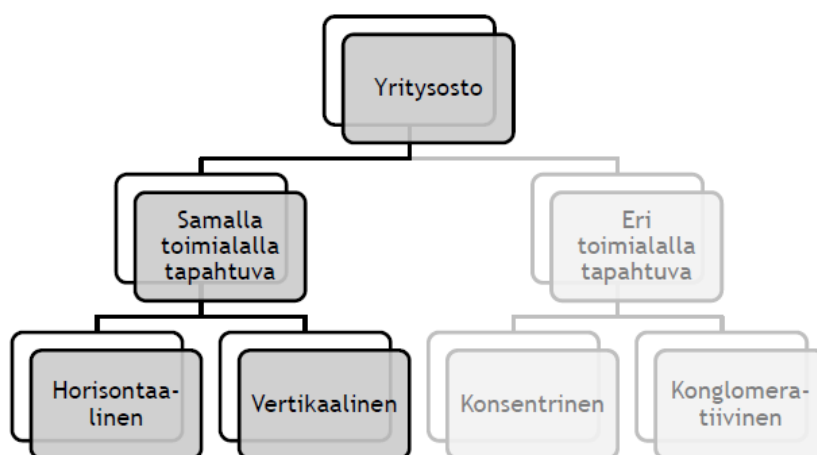 Yritysosto
Samalla
toimialalla
tapahtuva
Eri
toimialalla
tapahtuva
Horisontaa-
linen
Vertikaalinen
Konsentrinen
Konglomera-
tiivinen